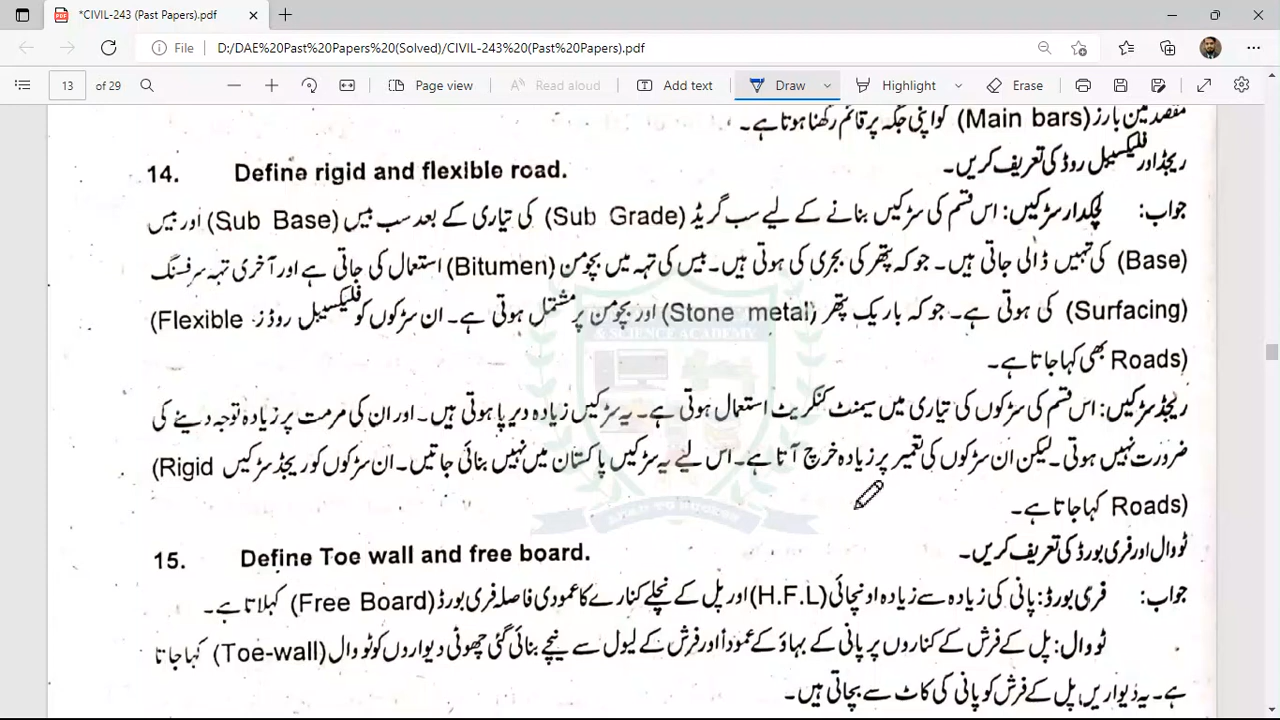 *CIVIL-243 (Past Papers).pdf
File D:/DAE%20Past%20Papers%20(Solved)/CIVIL-243%20(Past%20Papers).pdf
13 of 29 Page view Read aloud Add text Draw Highlight Erase
مقصد مین بارز (Main bars) کو اپنی جگہ پر قائم رکھنا ہوتا ہے۔
14. Define rigid and flexible road.
ریجڈ اور فلیکسیبل روڈ کی تعریف کریں۔
جواب: لچکدار سڑکیں: اس قسم کی سڑکیں بنانے کے لیے سب گریڈ (Sub Grade) کی تیاری کے بعد سب بیس (Sub Base) اور بیس
(Base) کی تہیں ڈالی جاتی ہیں۔ جو کہ پتھر کی بجری کی ہوتی ہیں۔ بیس کی تہہ میں بچومن (Bitumen) استعمال کی جاتی ہے اور آخری تہہ سرفسنگ
(Surfacing) کی ہوتی ہے۔ جو کہ باریک پتھر (Stone metal) اور بچومن پر مشتمل ہوتی ہے۔ ان سڑکوں کو فلیکسیبل روڈز (Flexible
Roads) بھی کہا جاتا ہے۔
ریجڈ سڑکیں: اس قسم کی سڑکوں کی تیاری میں سیمنٹ کنکریٹ استعمال ہوتی ہے۔ یہ سڑکیں زیادہ دیرپا ہوتی ہیں۔ اور ان کی مرمت پر زیادہ توجہ دینے کی
ضرورت نہیں ہوتی۔ لیکن ان سڑکوں کی تعمیر پر زیادہ خرچ آتا ہے۔ اس لیے یہ سڑکیں پاکستان میں نہیں بنائی جاتیں۔ ان سڑکوں کو ریجڈ سڑکیں (Rigid
Roads) کہا جاتا ہے۔
15. Define Toe wall and free board.
ٹو وال اور فری بورڈ کی تعریف کریں۔
جواب: فری بورڈ: پانی کی زیادہ سے زیادہ اونچائی (H.F.L) اور پل کے نچلے کنارے کا عمودی فاصلہ فری بورڈ (Free Board) کہلاتا ہے۔
ٹو وال: پل کے فرش کے کناروں پر پانی کے بہاؤ کے عموداً اور فرش کے لیول سے نیچے بنائی گئی چھوٹی دیواروں کو ٹو وال (Toe-wall) کہا جاتا
ہے۔ یہ دیواریں پل کے فرش کو پانی کی کاٹ سے بچاتی ہیں۔
& SCIENCE ACADEMY